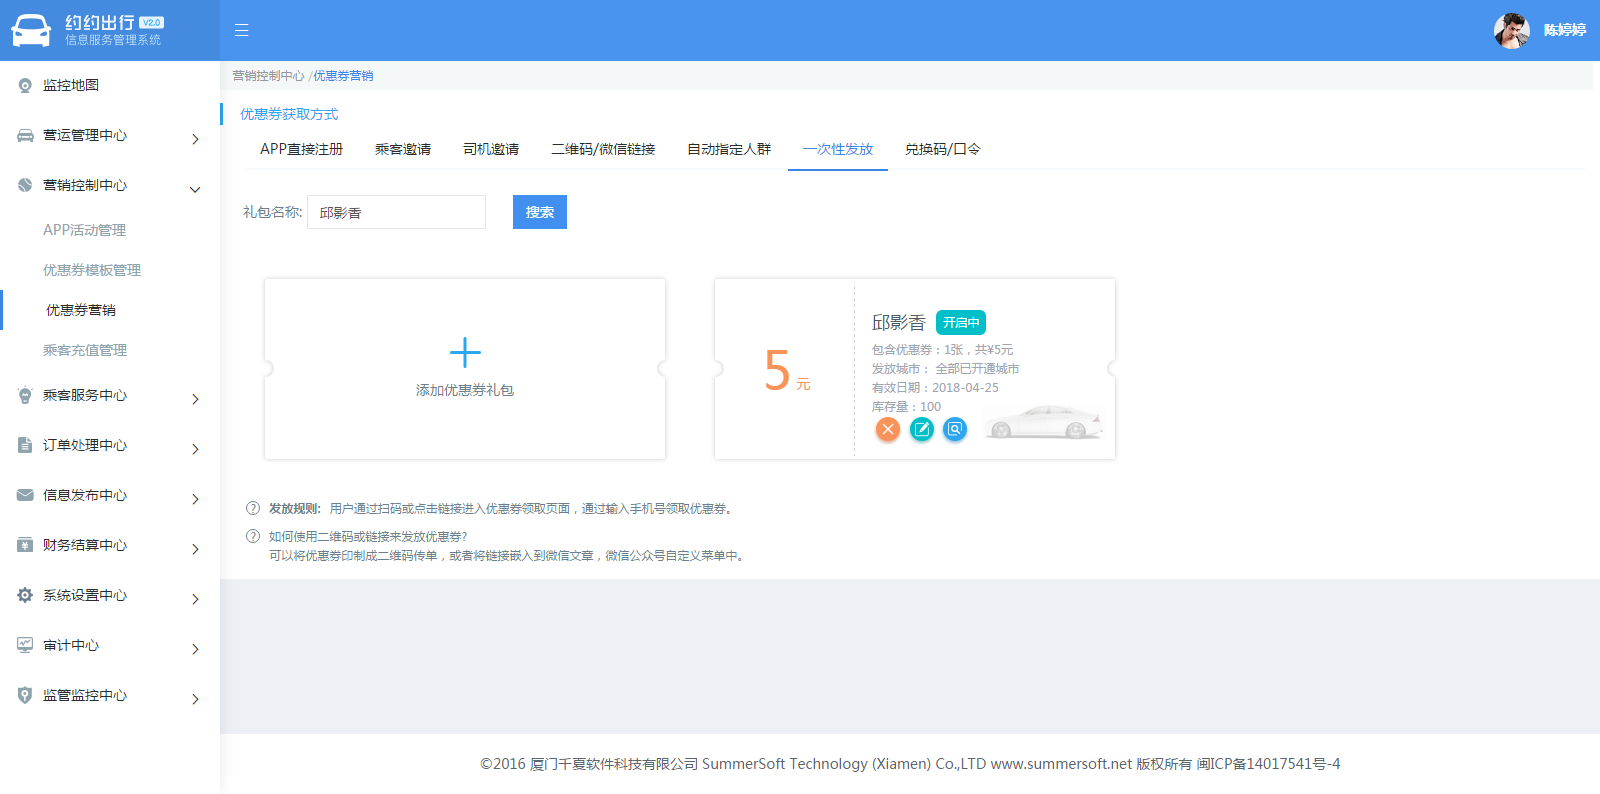 约约出行 V2.0
信息服务管理系统
陈婷婷
监控地图
营运管理中心
营销控制中心
APP活动管理
优惠券模板管理
优惠券营销
乘客充值管理
乘客服务中心
订单处理中心
信息发布中心
财务结算中心
系统设置中心
审计中心
监管监控中心
营销控制中心 /优惠券营销
优惠券获取方式
APP直接注册 乘客邀请 司机邀请 二维码/微信链接 自动指定人群 一次性发放 兑换码/口令
礼包名称: 邱影香 搜索
添加优惠券礼包
5 元
邱影香 开启中
包含优惠券：1张，共¥5元
发放城市： 全部已开通城市
有效日期：2018-04-25
库存量：100
? 发放规则: 用户通过扫码或点击链接进入优惠券领取页面，通过输入手机号领取优惠券。
? 如何使用二维码或链接来发放优惠券?
可以将优惠券印制成二维码传单，或者将链接嵌入到微信文章，微信公众号自定义菜单中。
©2016 厦门千夏软件科技有限公司 SummerSoft Technology (Xiamen) Co.,LTD www.summersoft.net 版权所有 闽ICP备14017541号-4